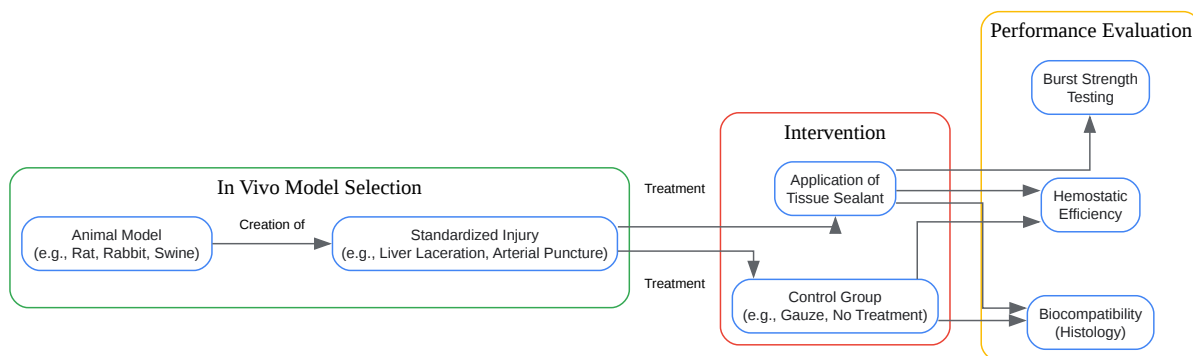 In Vivo Model Selection
Animal Model
(e.g., Rat, Rabbit, Swine)
Creation of
Standardized Injury
(e.g., Liver Laceration, Arterial Puncture)
Treatment
Treatment
Intervention
Application of
Tissue Sealant
Control Group
(e.g., Gauze, No Treatment)
Performance Evaluation
Burst Strength
Testing
Hemostatic
Efficiency
Biocompatibility
(Histology)